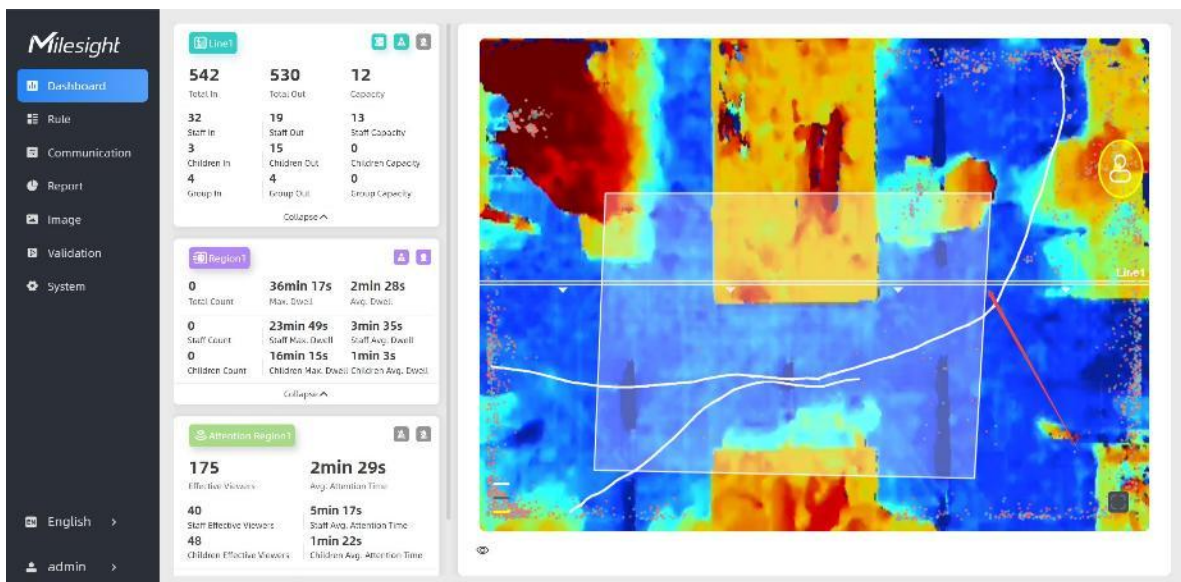 Milesight
Dashboard
Rule
Communication
Report
Image
Validation
System
English
admin
Line1
542 530 12
Total In Total Out Capacity
32 19 13
Staff In Staff Out Staff Capacity
3 15 0
Children In Children Out Children Capacity
4 4 0
Group In Group Out Group Capacity
Collapse
Region1
0 36min 17s 2min 28s
Total Count Max. Dwell Avg. Dwell
0 23min 49s 3min 35s
Staff Count Staff Max. Dwell Staff Avg. Dwell
0 16min 15s 1min 3s
Children Count Children Max. Dwell Children Avg. Dwell
Collapse
Attention Region1
175 2min 29s
Effective Viewers Avg. Attention Time
40 5min 17s
Staff Effective Viewers Staff Avg. Attention Time
48 1min 22s
Children Effective Viewers Children Avg. Attention Time
Line1